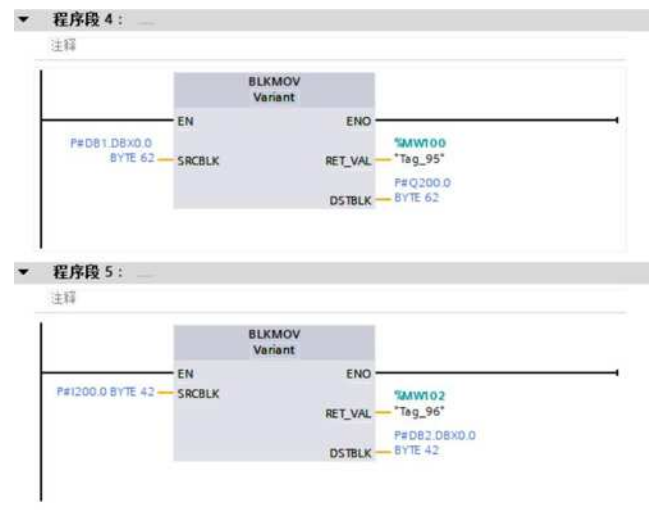 程序段 4： .....
注释
BLKMOV
Variant
EN
ENO
P#DB1.DBX0.0
BYTE 62
SRCBLK
%MW100
RET_VAL
"Tag_95"
P#Q200.0
DSTBLK
BYTE 62
程序段 5： .....
注释
BLKMOV
Variant
EN
ENO
P#I200.0 BYTE 42
SRCBLK
%MW102
RET_VAL
"Tag_96"
P#DB2.DBX0.0
DSTBLK
BYTE 42